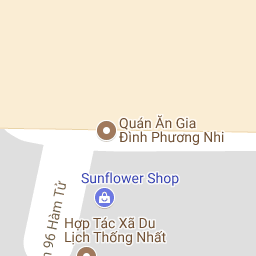 Quán Ăn Gia
Đình Phương Nhi
Sunflower Shop
96 Hàm Tử
Hợp Tác Xã Du
Lịch Thống Nhất